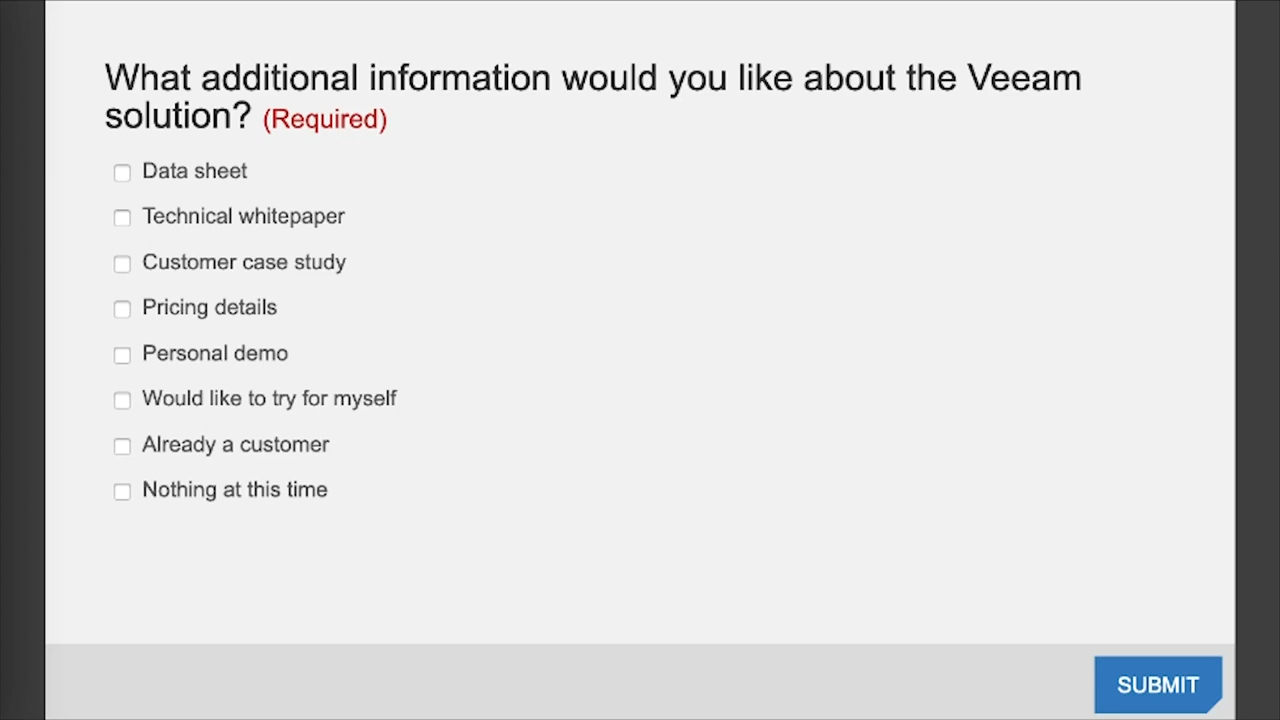 What additional information would you like about the Veeam
solution? (Required)
Data sheet
Technical whitepaper
Customer case study
Pricing details
Personal demo
Would like to try for myself
Already a customer
Nothing at this time
SUBMIT